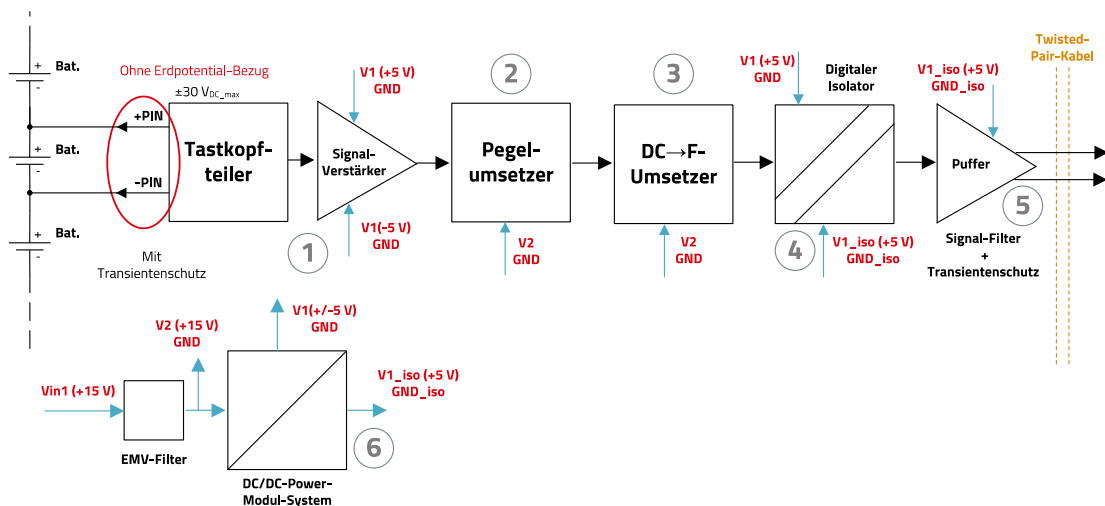 Bat.
+
-
Bat.
+
-
Bat.
+
-
Ohne Erdpotential-Bezug
±30 VDC_max
+PIN
-PIN
Tastkopf-
teiler
Mit
Transientenschutz
V1 (+5 V)
GND
Signal-
Verstärker
1
V1(-5 V)
GND
2
Pegel-
umsetzer
V2
GND
3
DC→F-
Umsetzer
V2
GND
V1 (+5 V)
GND
Digitaler
Isolator
4
V1_iso (+5 V)
GND_iso
V1_iso (+5 V)
GND_iso
Puffer
5
Signal-Filter
+
Transientenschutz
Twisted-
Pair-Kabel
Vin1 (+15 V)
EMV-Filter
V2 (+15 V)
GND
V1(+/-5 V)
GND
V1_iso (+5 V)
GND_iso
6
DC/DC-Power-
Modul-System